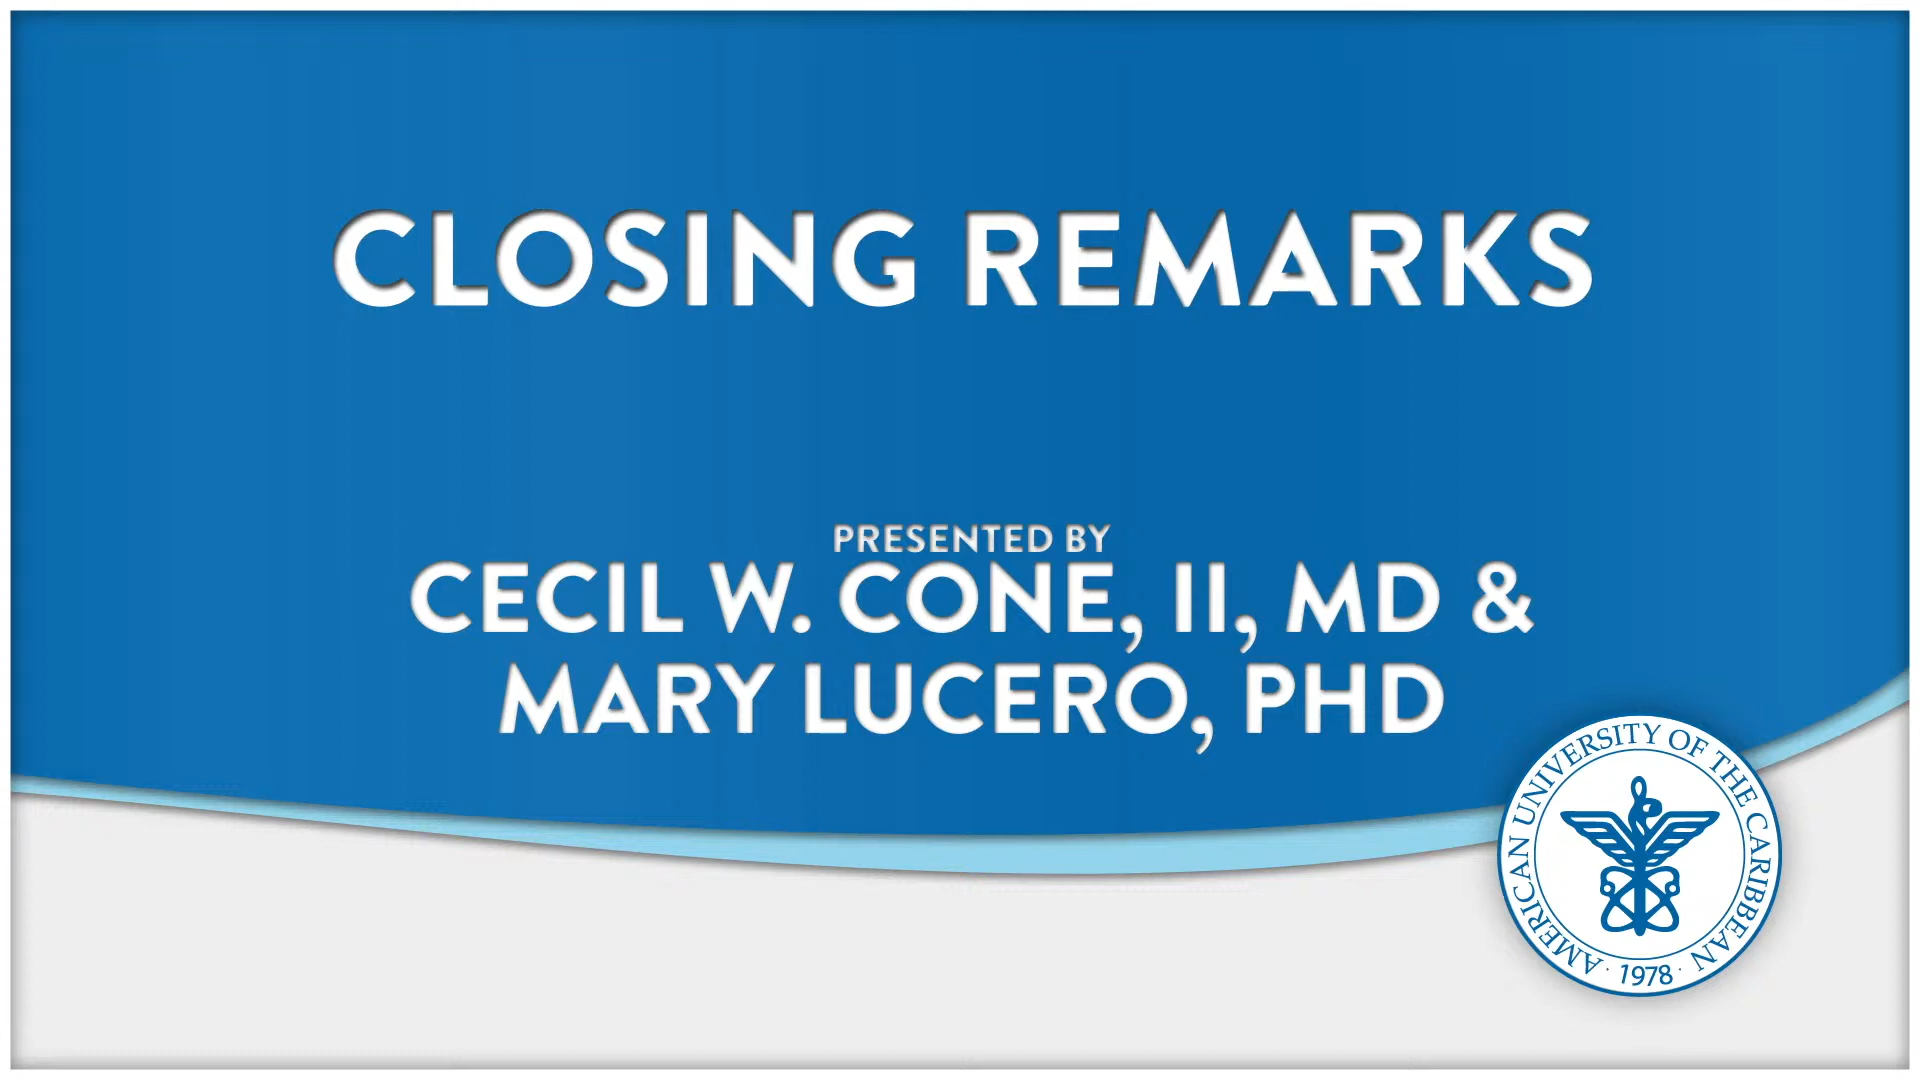 CLOSING REMARKS
PRESENTED BY
CECIL W. CONE, II, MD &
MARY LUCERO, PHD
AMERICAN UNIVERSITY OF THE CARIBBEAN
· 1978 ·